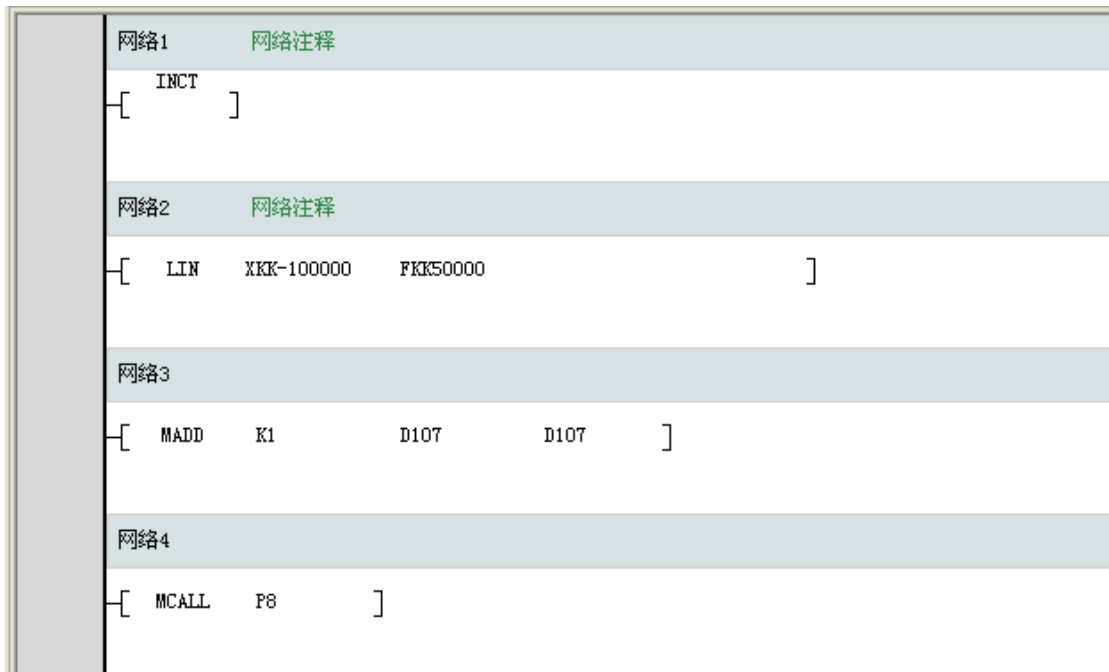 网络1 网络注释
INCT
[ ]
网络2 网络注释
[ LIN XKK-100000 FKK50000 ]
网络3
[ MADD K1 D107 D107 ]
网络4
[ MCALL P8 ]